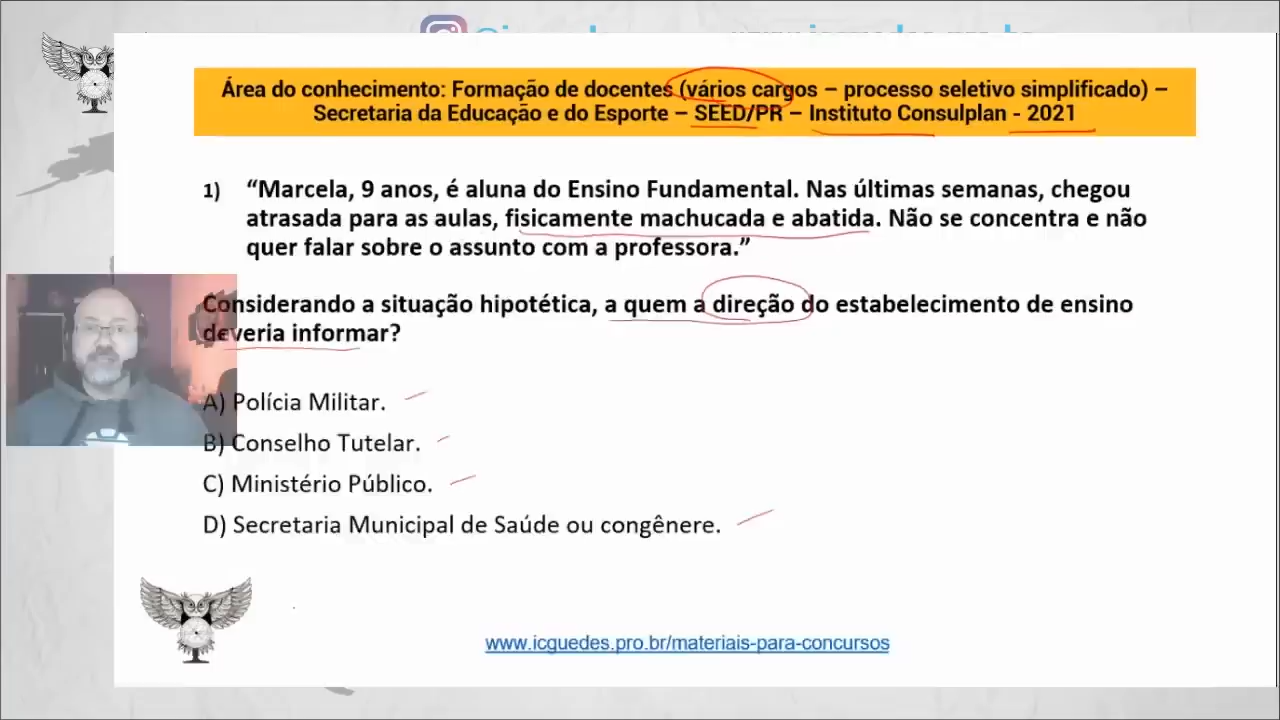 Área do conhecimento: Formação de docentes (vários cargos – processo seletivo simplificado) –
Secretaria da Educação e do Esporte – SEED/PR – Instituto Consulplan - 2021
1) “Marcela, 9 anos, é aluna do Ensino Fundamental. Nas últimas semanas, chegou
atrasada para as aulas, fisicamente machucada e abatida. Não se concentra e não
quer falar sobre o assunto com a professora.”
Considerando a situação hipotética, a quem a direção do estabelecimento de ensino
deveria informar?
A) Polícia Militar.
B) Conselho Tutelar.
C) Ministério Público.
D) Secretaria Municipal de Saúde ou congênere.
www.icguedes.pro.br/materiais-para-concursos